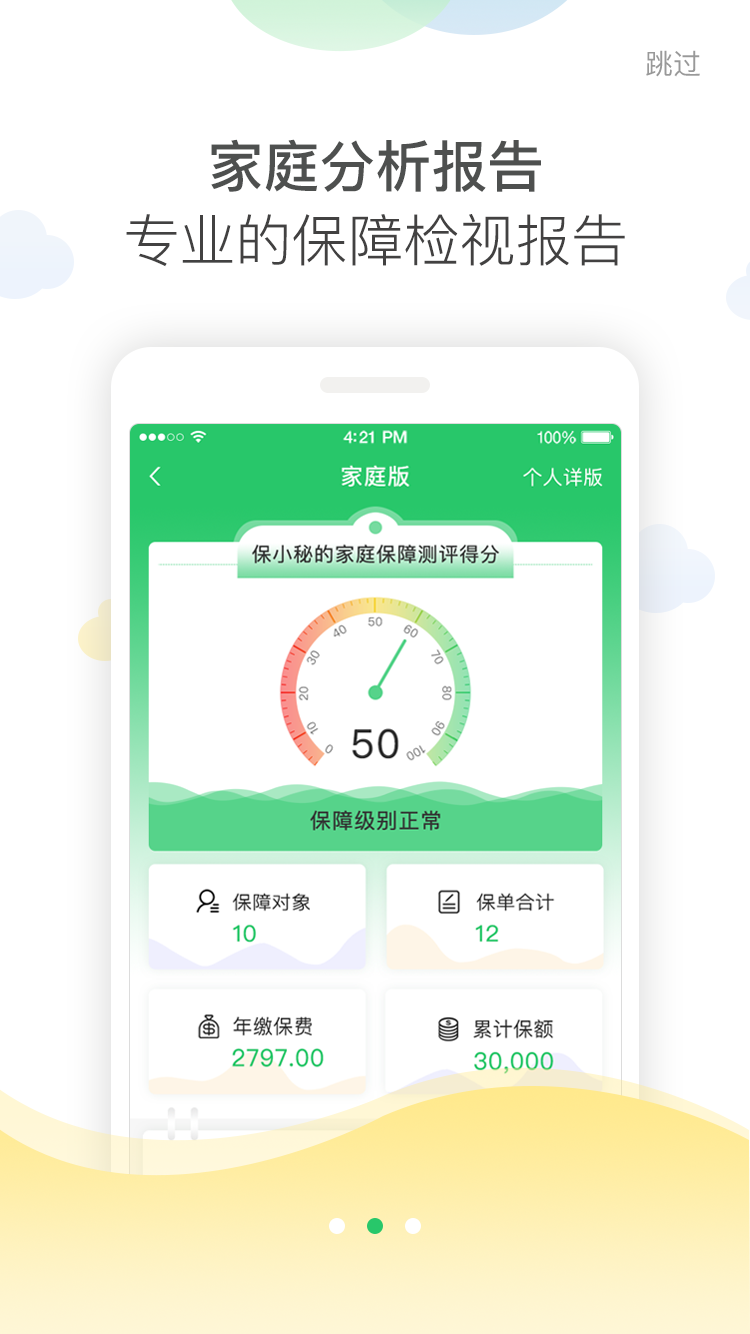 跳过
家庭分析报告
专业的保障检视报告
4:21 PM 100%
家庭版 个人详版
保小秘的家庭保障测评得分
0 10 20 30 40 50 60 70 80 90 100
50
保障级别正常
保障对象 保单合计
10 12
年缴保费 累计保额
2797.00 30,000